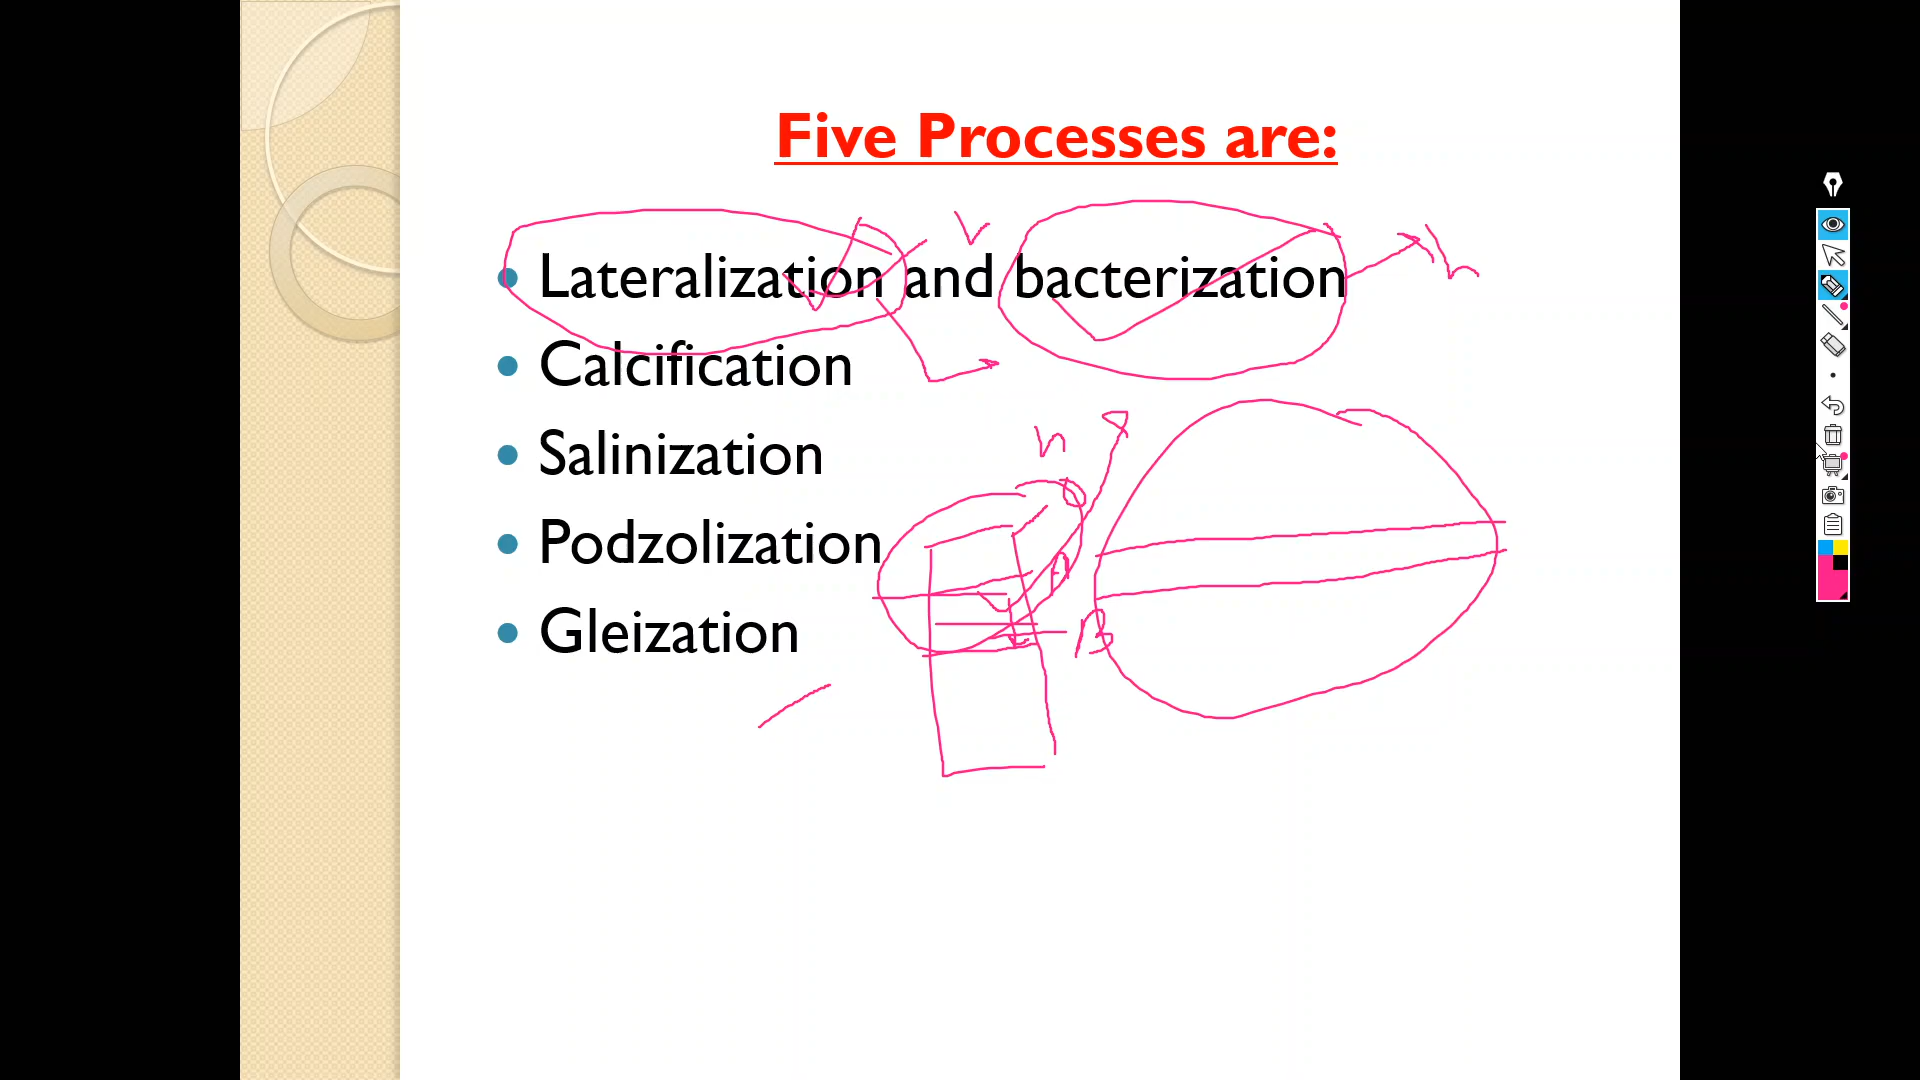 Five Processes are:
Lateralization and bacterization
Calcification
Salinization
Podzolization
Gleization
A
B